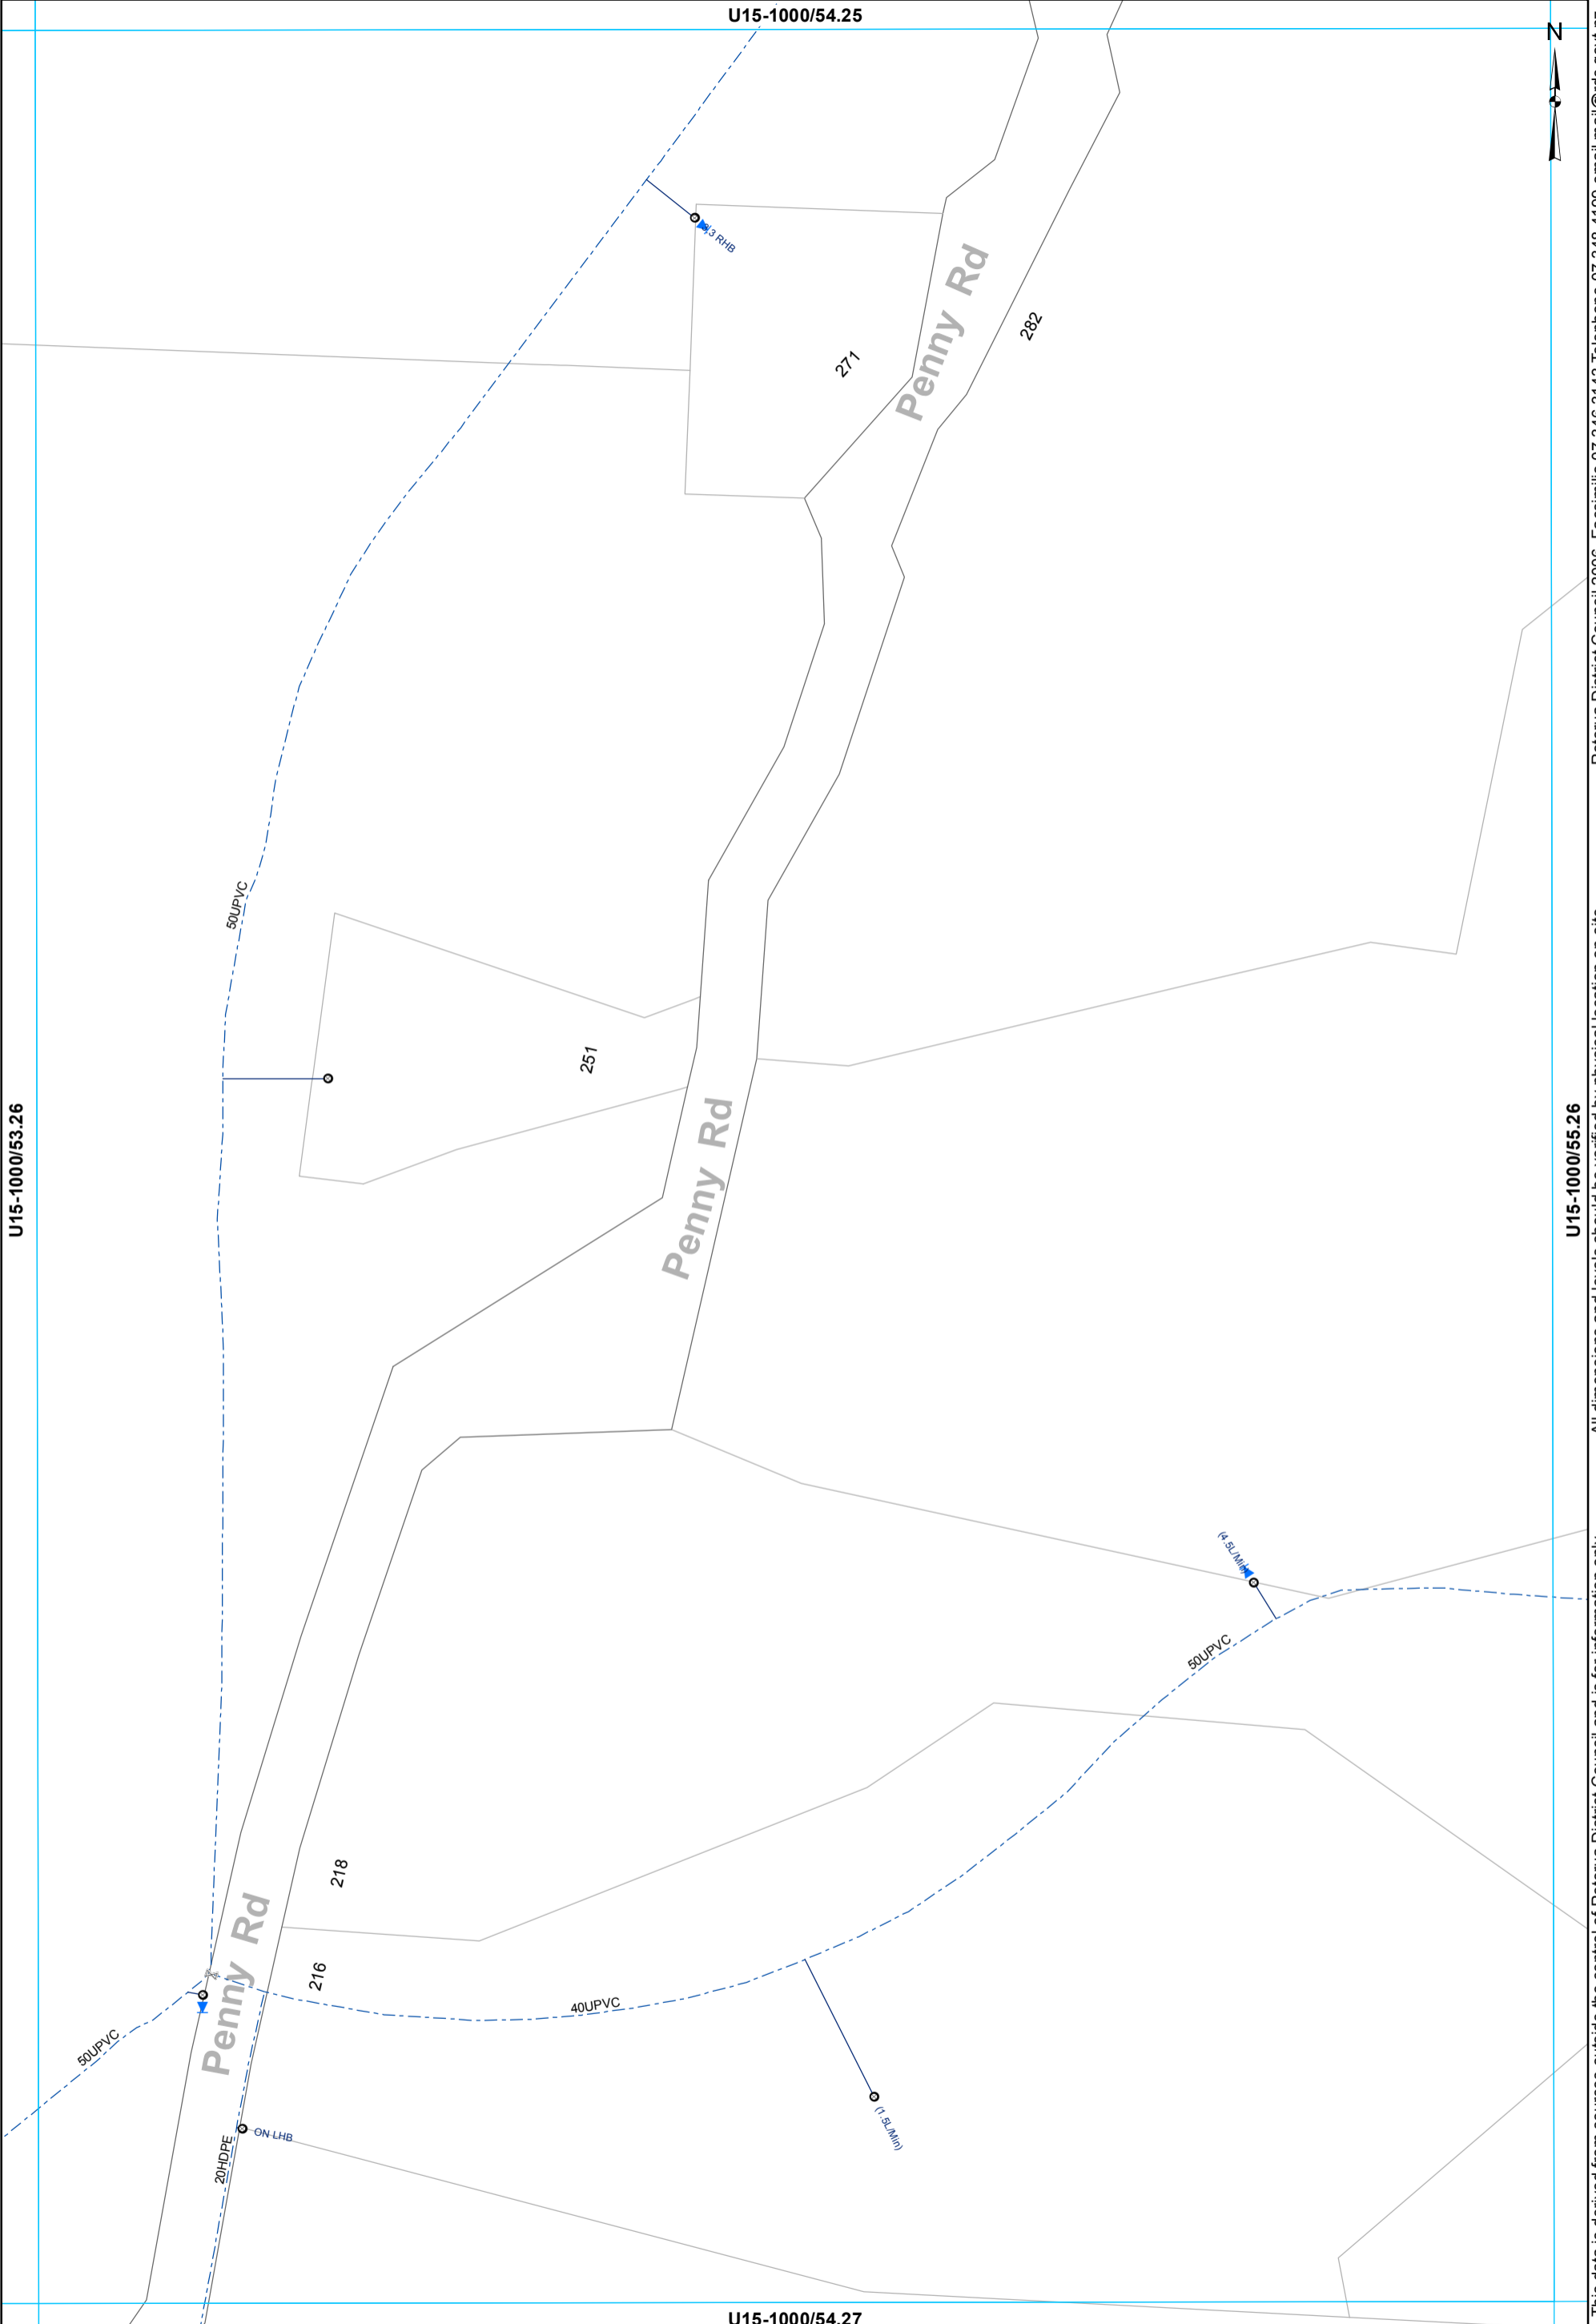 U15-1000/54.25
N
3 RHB
Penny Rd
282
271
50UPVC
251
U15-1000/53.26
Penny Rd
U15-1000/55.26
(4.5L/Min)
50UPVC
218
Penny Rd
216
40UPVC
50UPVC
(1.5L/Min)
ON LHB
20HDPE
U15-1000/54.27